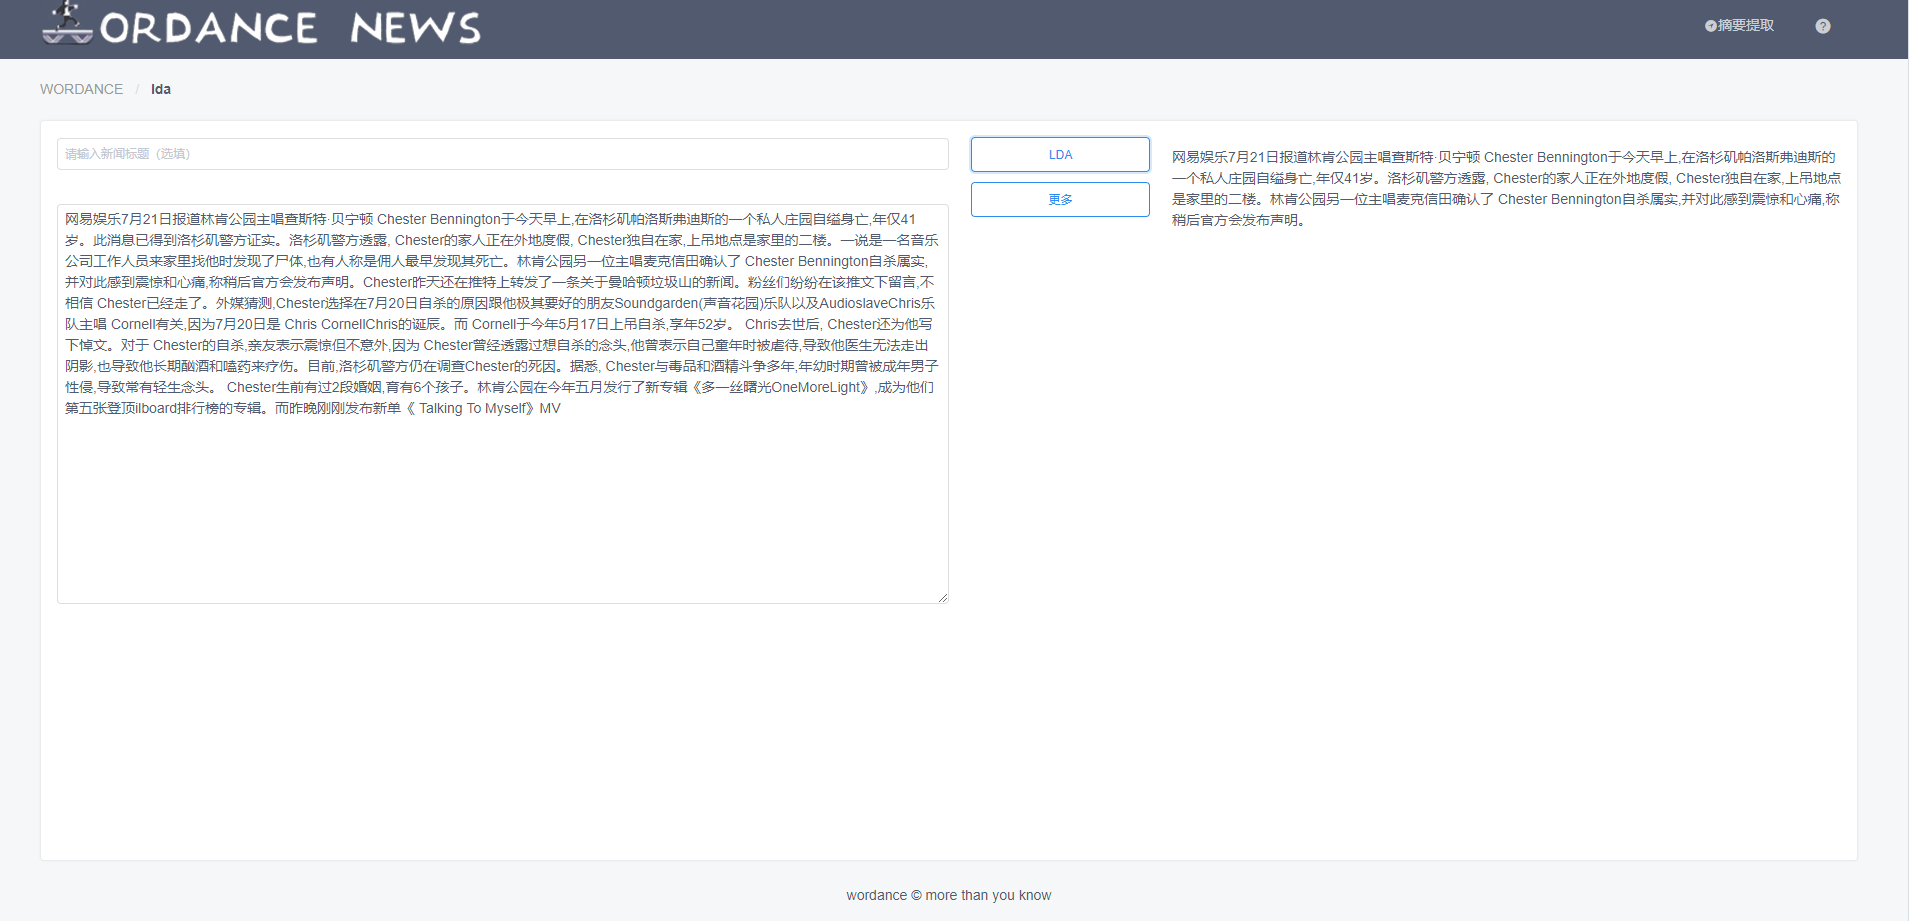 ORDANCE NEWS
摘要提取
?
WORDANCE / lda
请输入新闻标题（选填）
网易娱乐7月21日报道林肯公园主唱查斯特·贝宁顿 Chester Bennington于今天早上,在洛杉矶帕洛斯弗迪斯的一个私人庄园自缢身亡,年仅41
岁。此消息已得到洛杉矶警方证实。洛杉矶警方透露, Chester的家人正在外地度假, Chester独自在家,上吊地点是家里的二楼。一说是一名音乐
公司工作人员来家里找他时发现了尸体,也有人称是佣人最早发现其死亡。林肯公园另一位主唱麦克信田确认了 Chester Bennington自杀属实,
并对此感到震惊和心痛,称稍后官方会发布声明。Chester昨天还在推特上转发了一条关于曼哈顿垃圾山的新闻。粉丝们纷纷在该推文下留言,不
相信 Chester已经走了。外媒猜测,Chester选择在7月20日自杀的原因跟他极其要好的朋友Soundgarden(声音花园)乐队以及AudioslaveChris乐
队主唱 Cornell有关,因为7月20日是 Chris CornellChris的诞辰。而 Cornell于今年5月17日上吊自杀,享年52岁。 Chris去世后, Chester还为他写
下悼文。对于 Chester的自杀,亲友表示震惊但不意外,因为 Chester曾经透露过想自杀的念头,他曾表示自己童年时被虐待,导致他医生无法走出
阴影,也导致他长期酗酒和嗑药来疗伤。目前,洛杉矶警方仍在调查Chester的死因。据悉, Chester与毒品和酒精斗争多年,年幼时期曾被成年男子
性侵,导致常有轻生念头。 Chester生前有过2段婚姻,育有6个孩子。林肯公园在今年五月发行了新专辑《多一丝曙光OneMoreLight》,成为他们
第五张登顶ilboard排行榜的专辑。而昨晚刚刚发布新单《 Talking To Myself》MV
LDA
更多
网易娱乐7月21日报道林肯公园主唱查斯特·贝宁顿 Chester Bennington于今天早上,在洛杉矶帕洛斯弗迪斯的
一个私人庄园自缢身亡,年仅41岁。洛杉矶警方透露, Chester的家人正在外地度假, Chester独自在家,上吊地点
是家里的二楼。林肯公园另一位主唱麦克信田确认了 Chester Bennington自杀属实,并对此感到震惊和心痛,称
稍后官方会发布声明。
wordance © more than you know